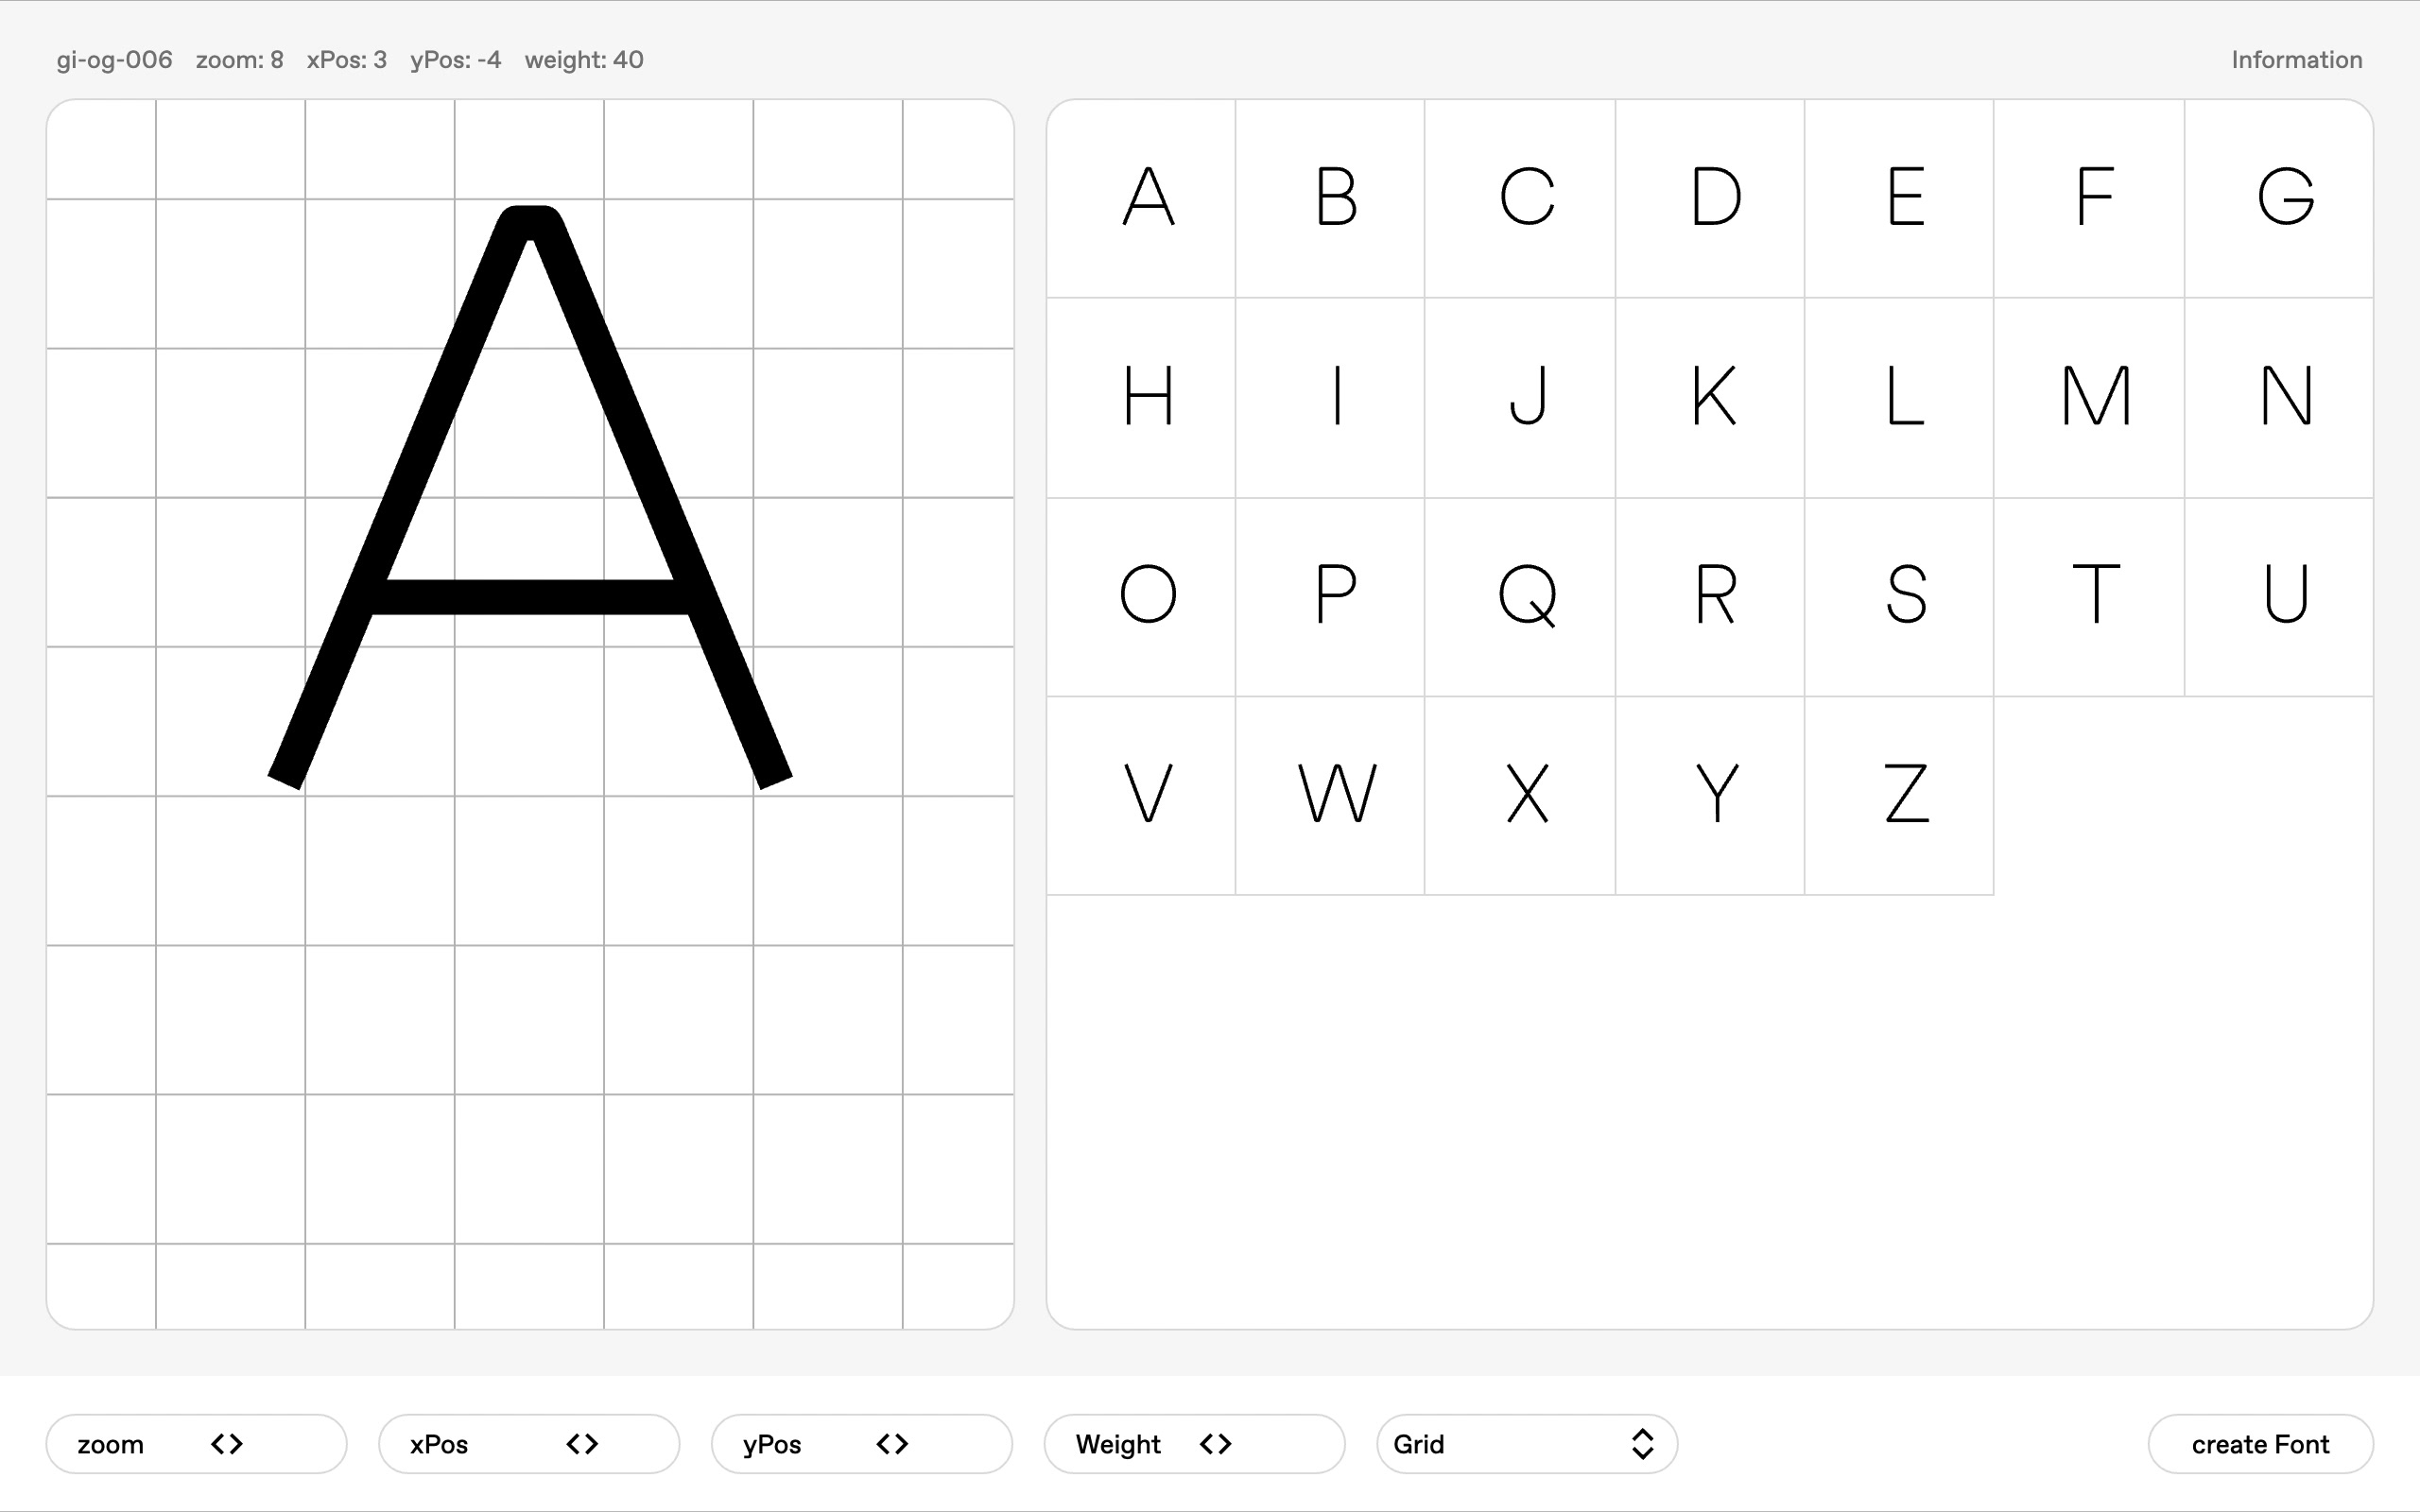 gi-og-006 zoom: 8 xPos: 3 yPos: -4 weight: 40
Information
A
A B C D E F G
H I J K L M N
O P Q R S T U
V W X Y Z
zoom <> xPos <> yPos <> Weight <> Grid
create Font